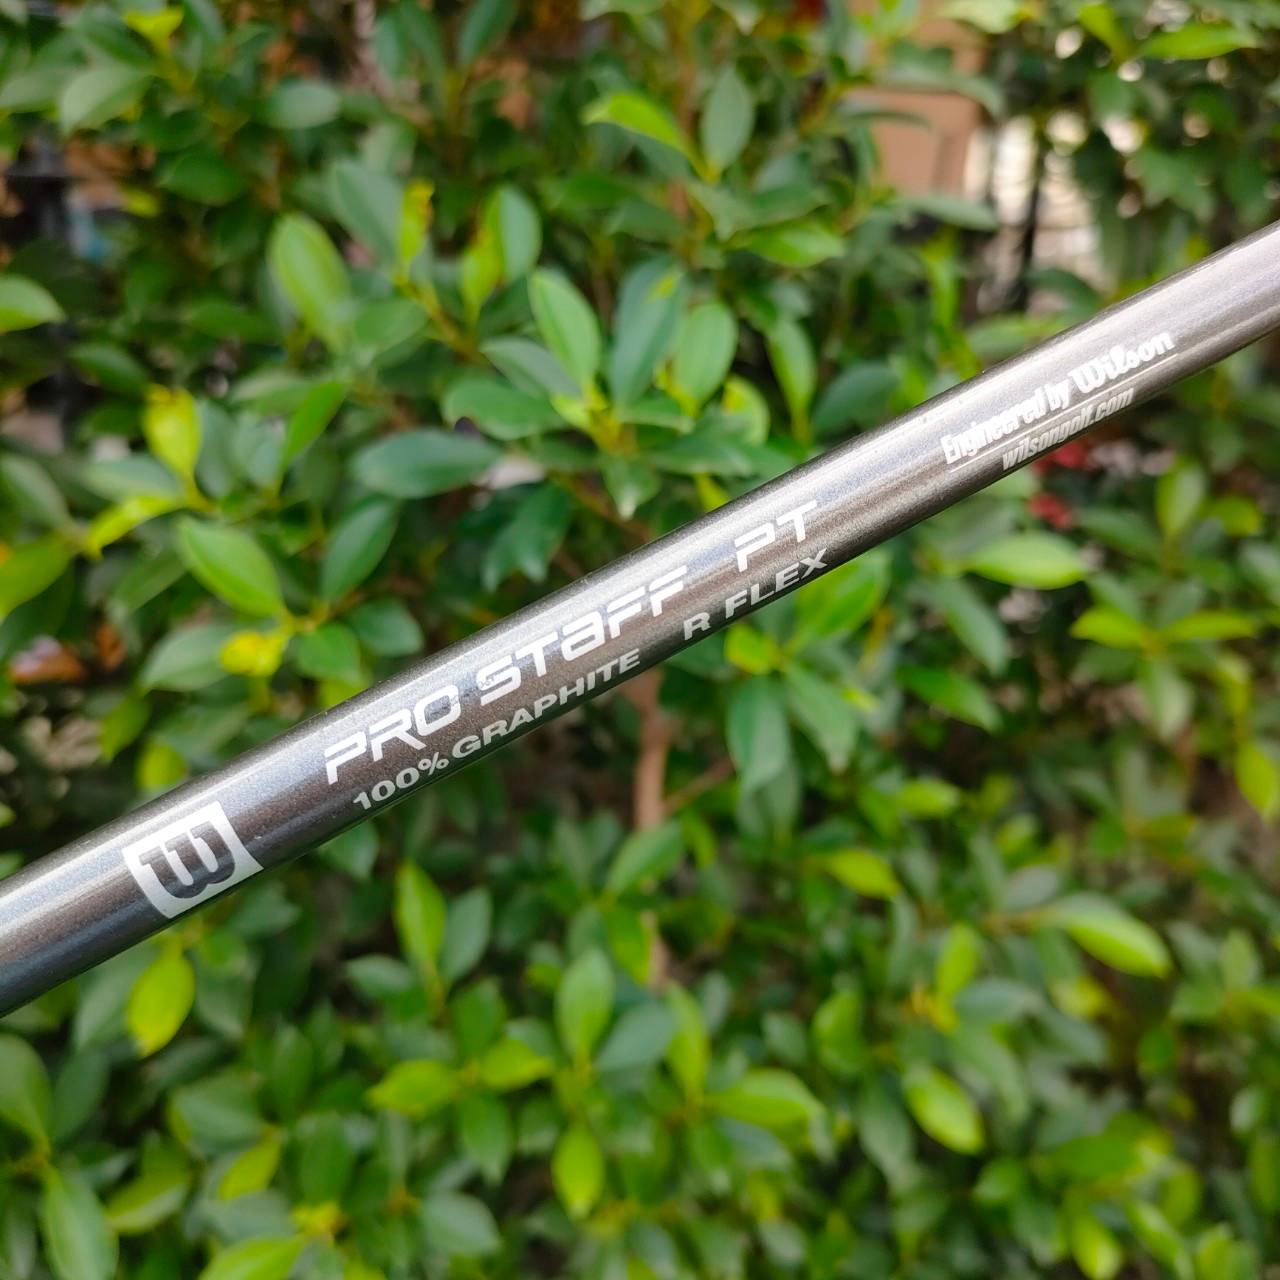 W
PRO STAFF PT
100% GRAPHITE R FLEX
Engineered by Wilson
wilsongolf.com